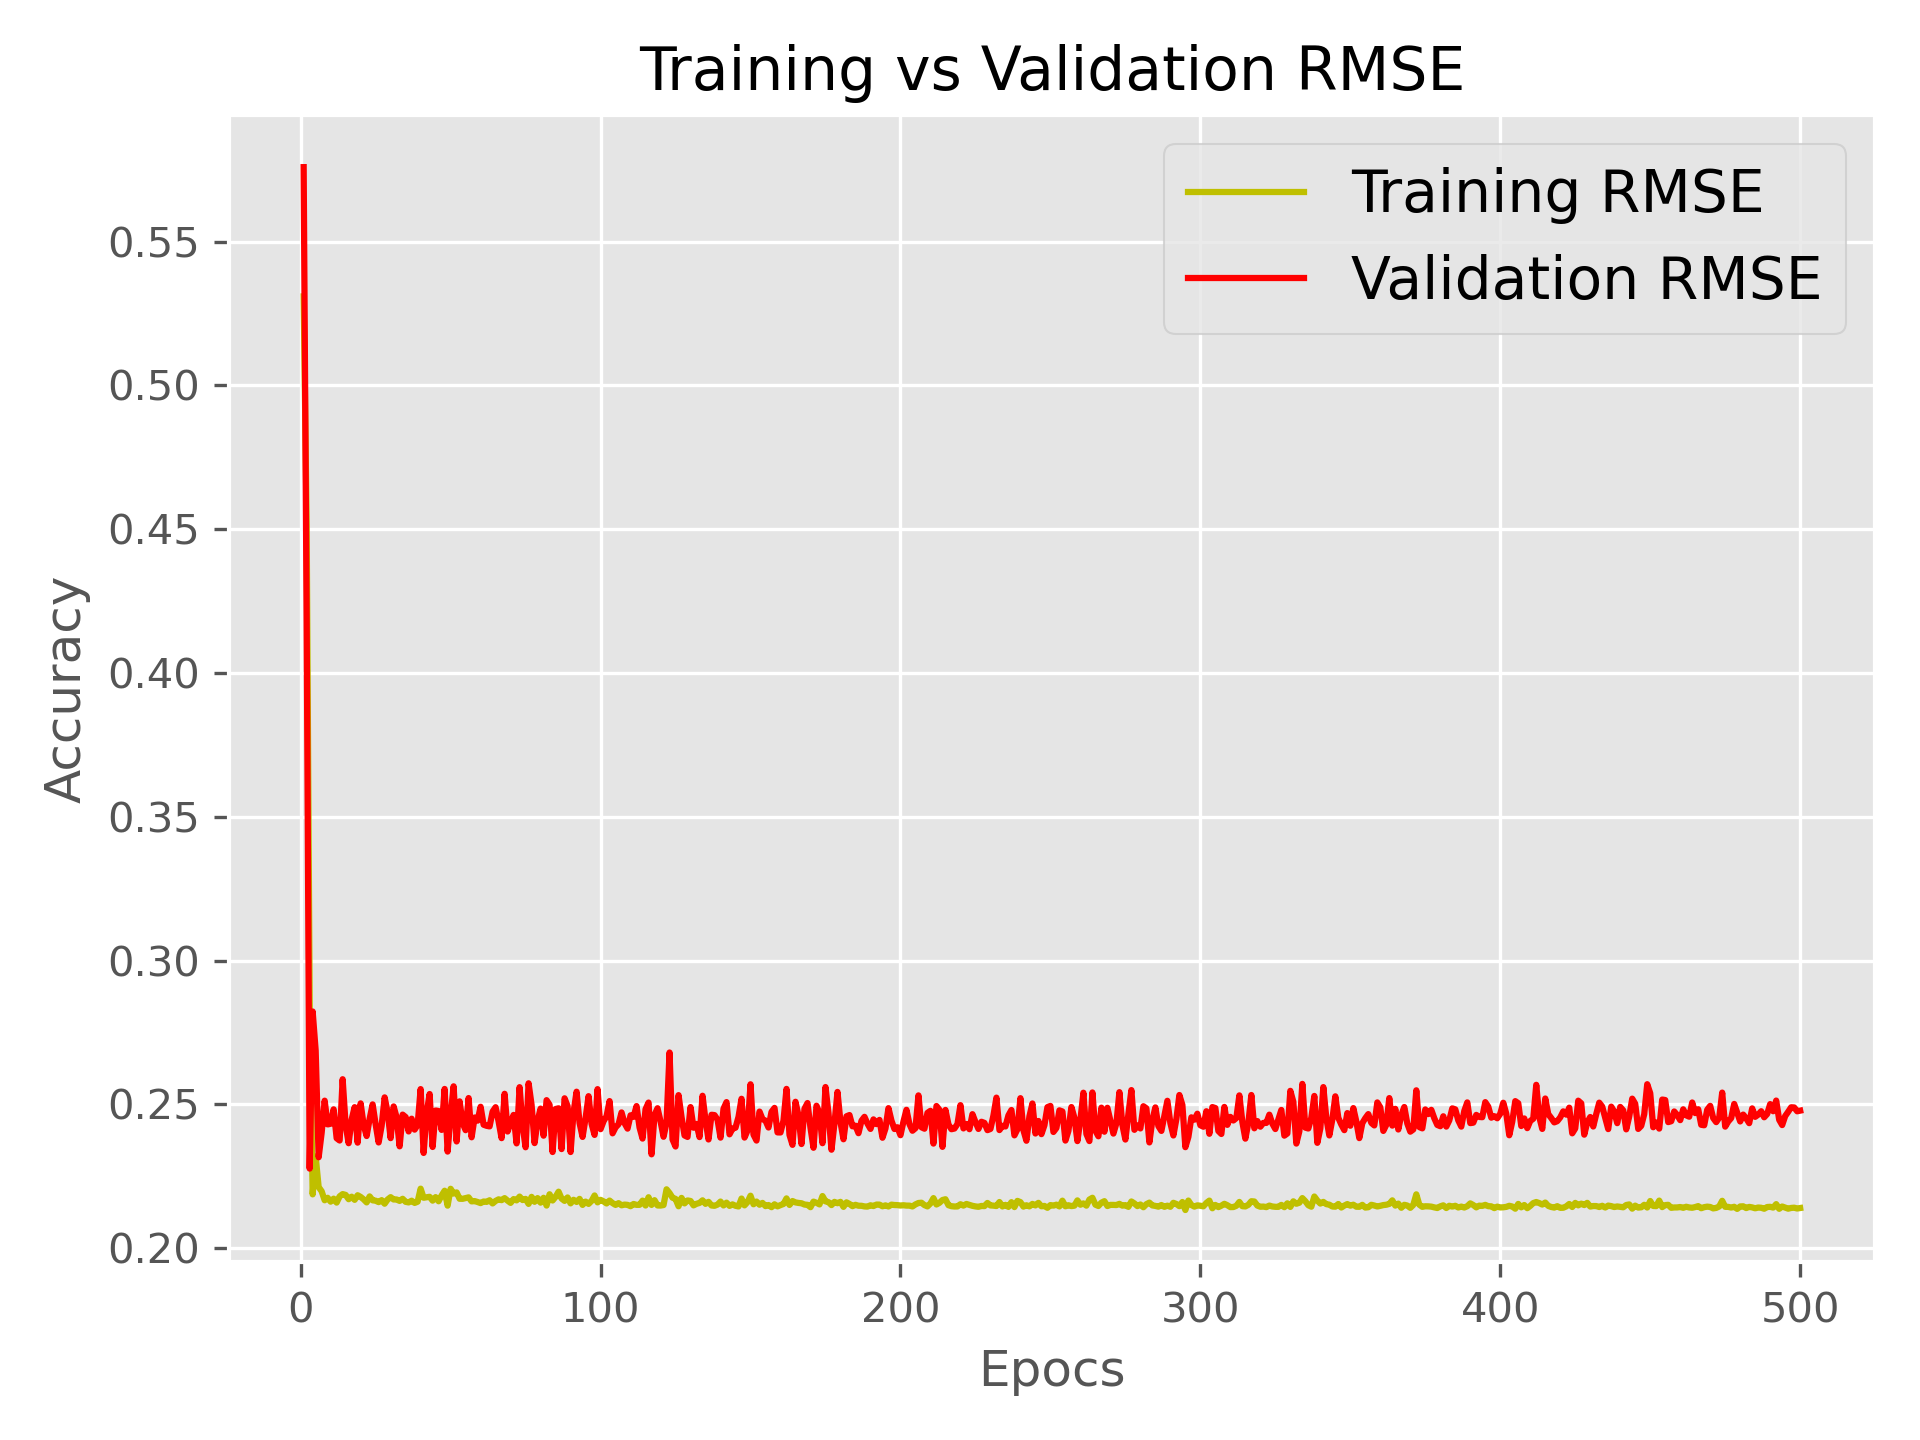 Training vs Validation RMSE
Training RMSE
Validation RMSE
0.55
0.50
0.45
0.40
0.35
0.30
0.25
0.20
Accuracy
0 100 200 300 400 500
Epocs